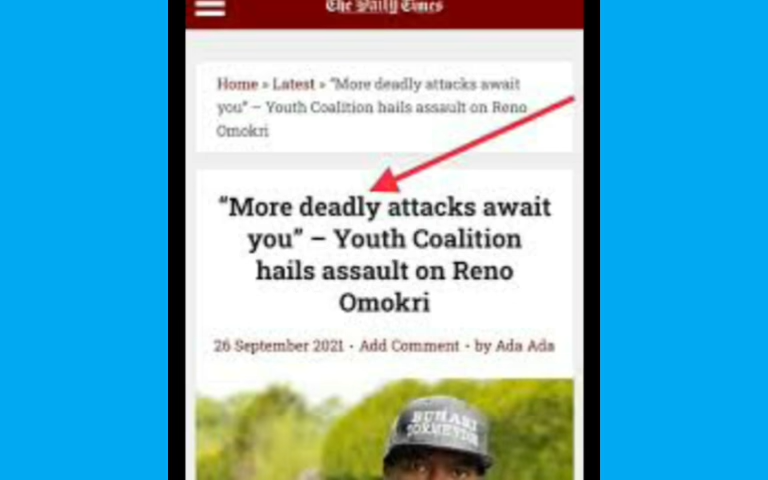 The Daily Times
Home » Latest » “More deadly attacks await
you” – Youth Coalition hails assault on Reno
Omokri
“More deadly attacks await
you” – Youth Coalition
hails assault on Reno
Omokri
26 September 2021 · Add Comment · by Ada Ada
BUHARI
TORMENTOR